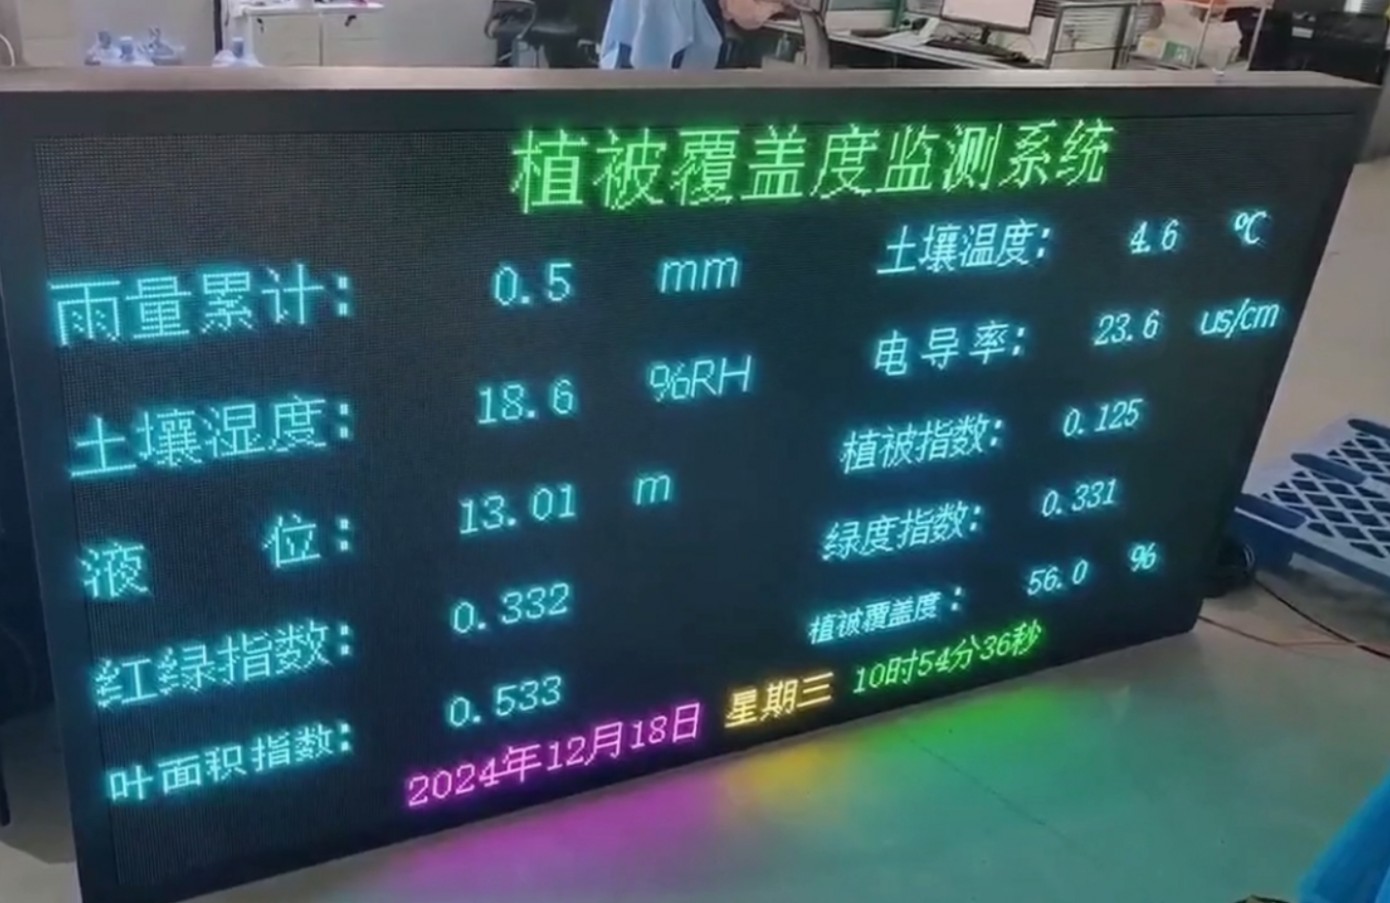 植被覆盖度监测系统
雨量累计： 0.5 mm
土壤温度： 4.6 ℃
土壤湿度： 18.6 %RH
电导率： 23.6 us/cm
液位： 13.01 m
植被指数： 0.125
红绿指数： 0.332
绿度指数： 0.331
叶面积指数： 0.533
植被覆盖度： 56.0 %
2024年12月18日 星期三 10时54分36秒